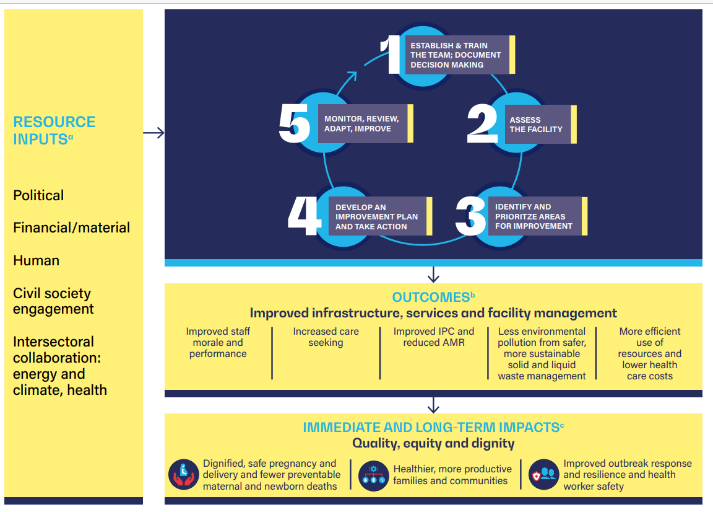 RESOURCE
INPUTSᵃ
Political
Financial/material
Human
Civil society
engagement
Intersectoral
collaboration:
energy and
climate, health
1
ESTABLISH & TRAIN
THE TEAM; DOCUMENT
DECISION MAKING
2
ASSESS
THE FACILITY
3
IDENTIFY AND
PRIORITIZE AREAS
FOR IMPROVEMENT
4
DEVELOP AN
IMPROVEMENT PLAN
AND TAKE ACTION
5
MONITOR, REVIEW,
ADAPT, IMPROVE
OUTCOMESᵇ
Improved infrastructure, services and facility management
Improved staff
morale and
performance
Increased care
seeking
Improved IPC and
reduced AMR
Less environmental
pollution from safer,
more sustainable
solid and liquid
waste management
More efficient
use of
resources and
lower health
care costs
IMMEDIATE AND LONG-TERM IMPACTSᶜ
Quality, equity and dignity
Dignified, safe pregnancy and
delivery and fewer preventable
maternal and newborn deaths
Healthier, more productive
families and communities
Improved outbreak response
and resilience and health
worker safety